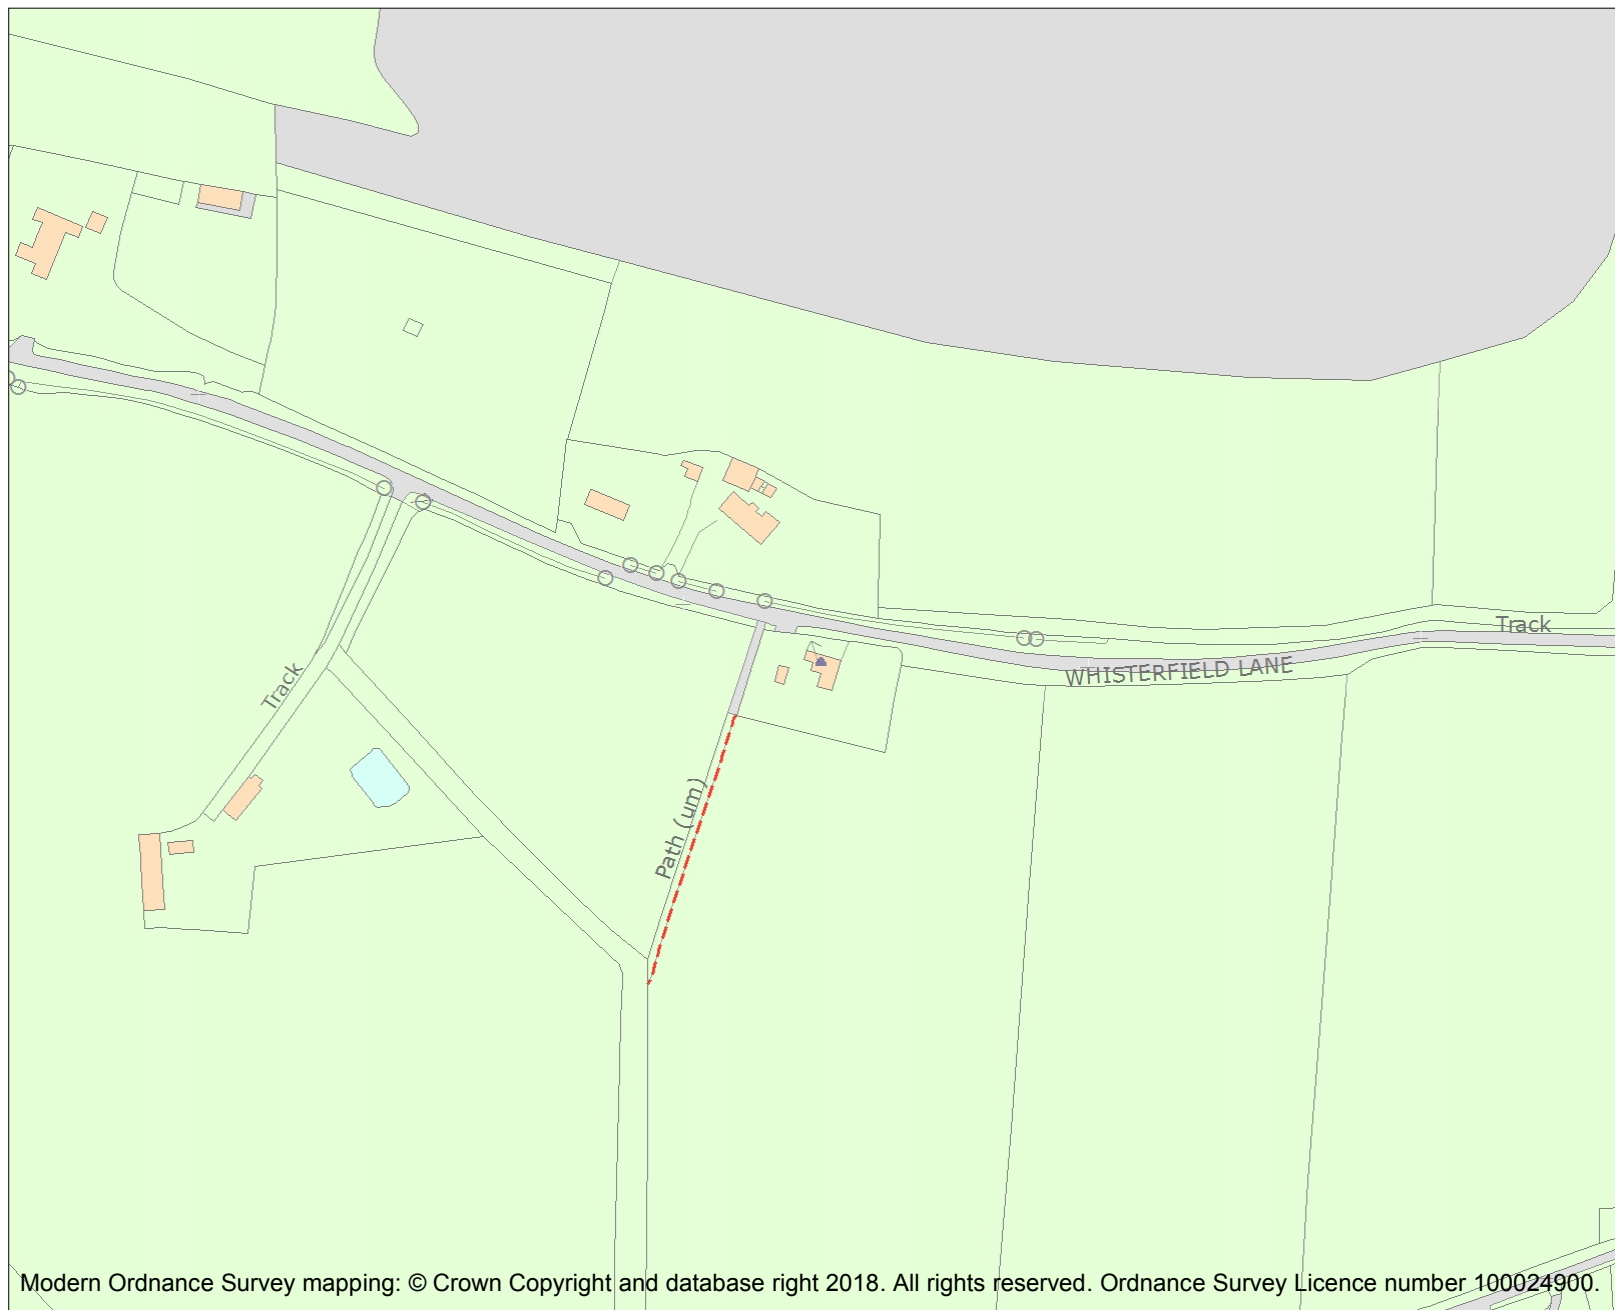 Track
WHISTERFIELD LANE
Track
Path (um)
Modern Ordnance Survey mapping: © Crown Copyright and database right 2018. All rights reserved. Ordnance Survey Licence number 100024900.